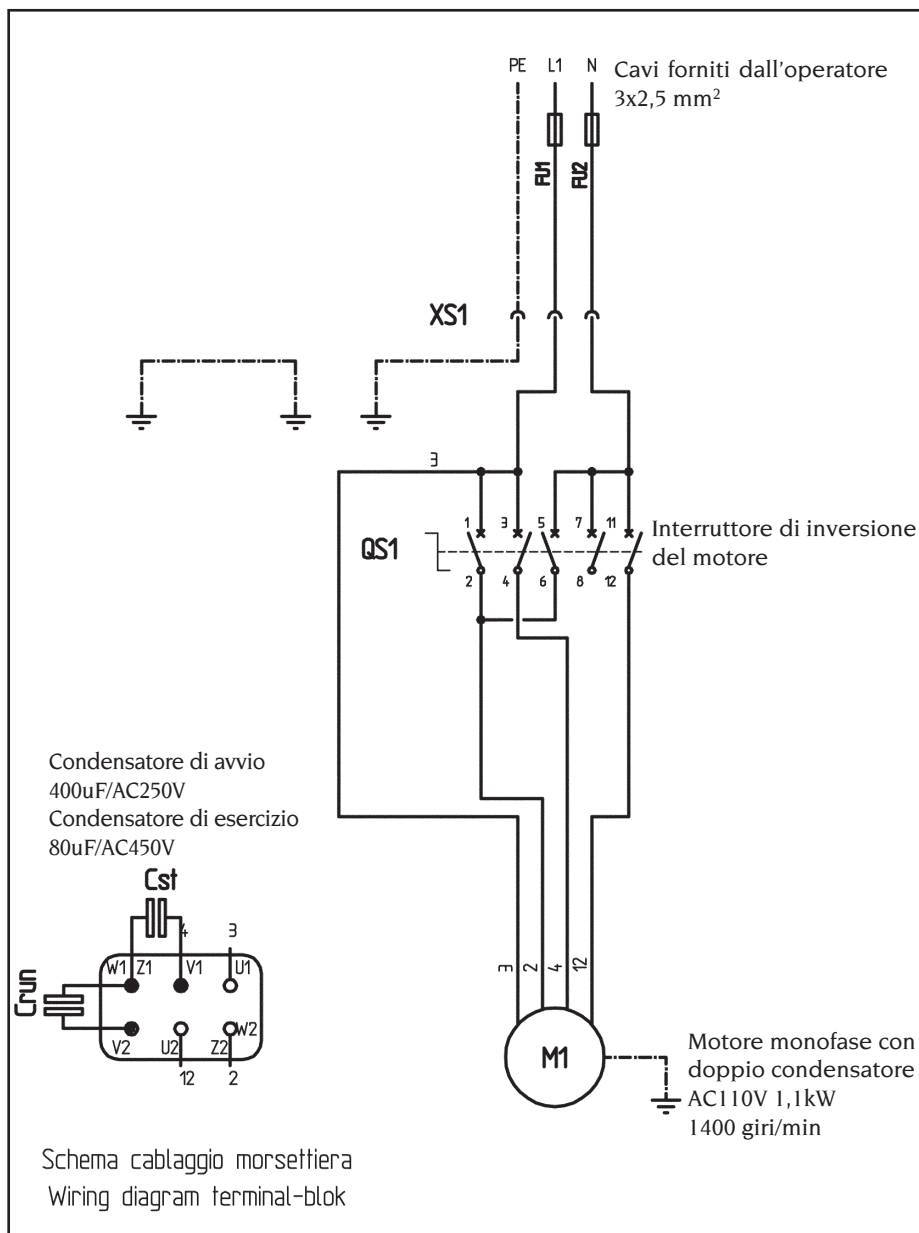 PE L1 N
Cavi forniti dall'operatore
3x2,5 mm²
FU1
FU2
XS1
3
1 3 5 7 11
QS1
2 4 6 8 12
Interruttore di inversione
del motore
Condensatore di avvio
400uF/AC250V
Condensatore di esercizio
80uF/AC450V
Cst
4 3
W1 Z1 V1 U1
Crun
V2 U2 Z2 W2
12 2
3 2 4 12
M1
Motore monofase con
doppio condensatore
AC110V 1,1kW
1400 giri/min
Schema cablaggio morsettiera
Wiring diagram terminal-blok